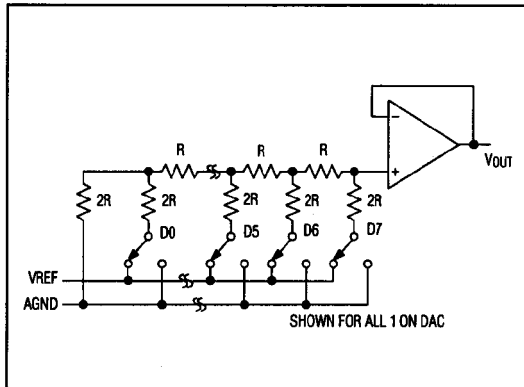 R R R
− +
VOUT
2R 2R 2R 2R 2R
D0 D5 D6 D7
VREF
AGND
SHOWN FOR ALL 1 ON DAC